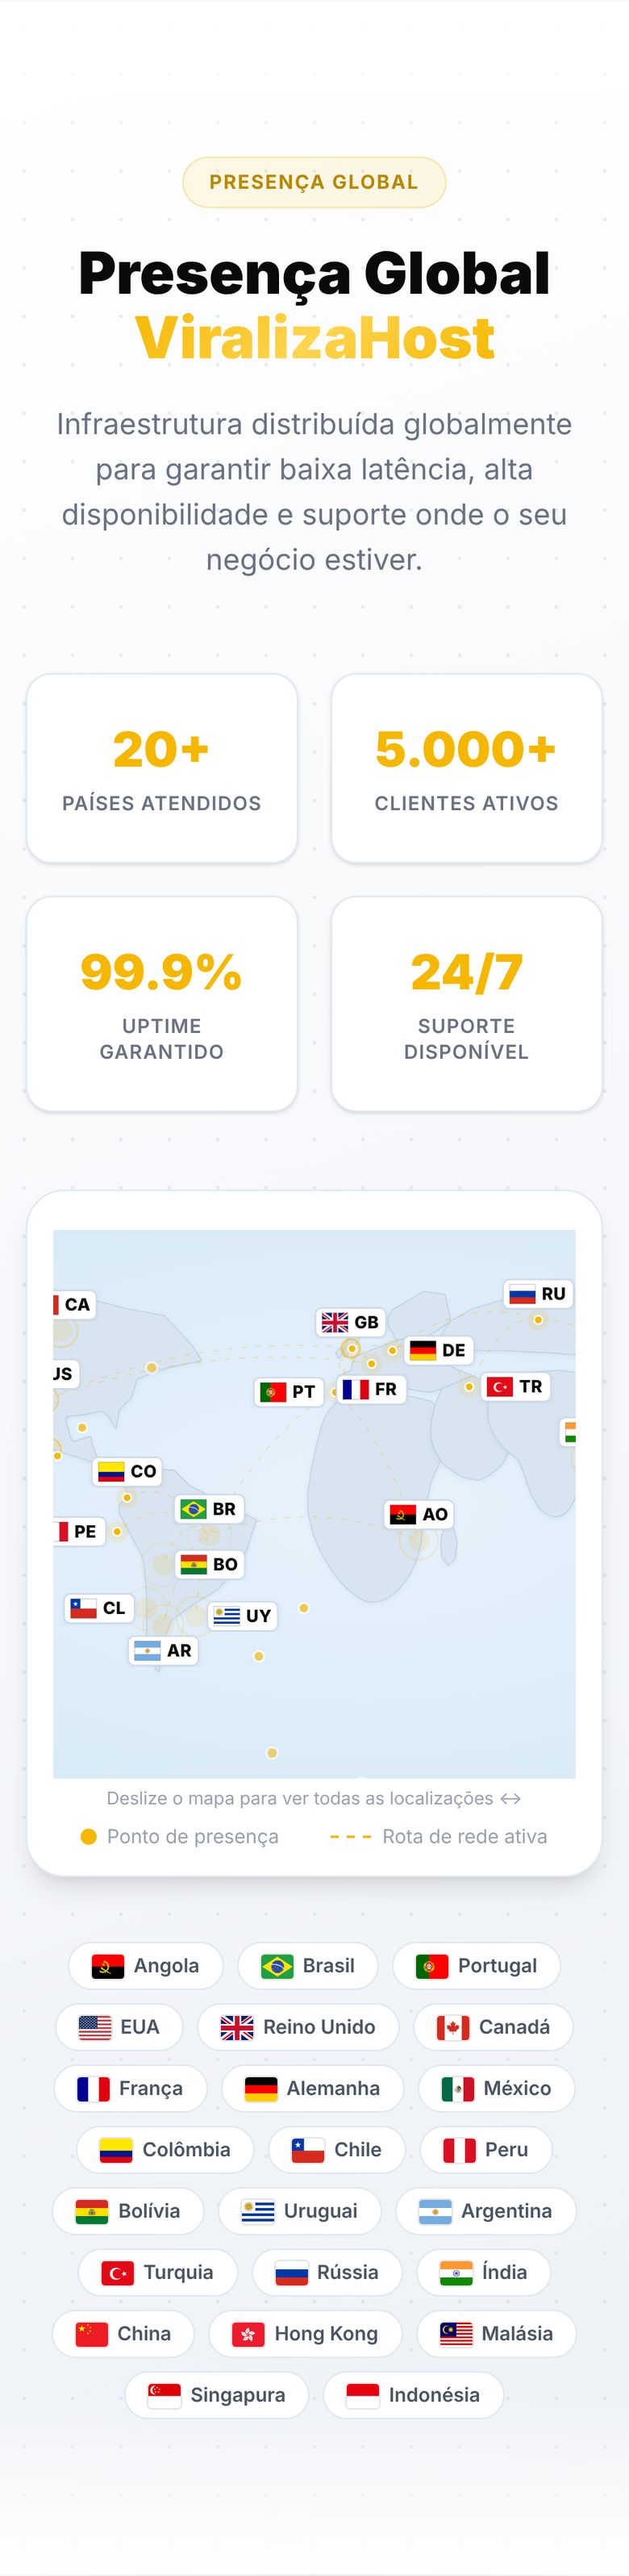 PRESENÇA GLOBAL
Presença Global
ViralizaHost
Infraestrutura distribuída globalmente
para garantir baixa latência, alta
disponibilidade e suporte onde o seu
negócio estiver.
20+
PAÍSES ATENDIDOS
5.000+
CLIENTES ATIVOS
99.9%
UPTIME
GARANTIDO
24/7
SUPORTE
DISPONÍVEL
CA
RU
GB
DE
US
PT
FR
TR
CO
BR
AO
PE
BO
CL
UY
AR
Deslize o mapa para ver todas as localizações ↔
Ponto de presença
Rota de rede ativa
Angola
Brasil
Portugal
EUA
Reino Unido
Canadá
França
Alemanha
México
Colômbia
Chile
Peru
Bolívia
Uruguai
Argentina
Turquia
Rússia
Índia
China
Hong Kong
Malásia
Singapura
Indonésia